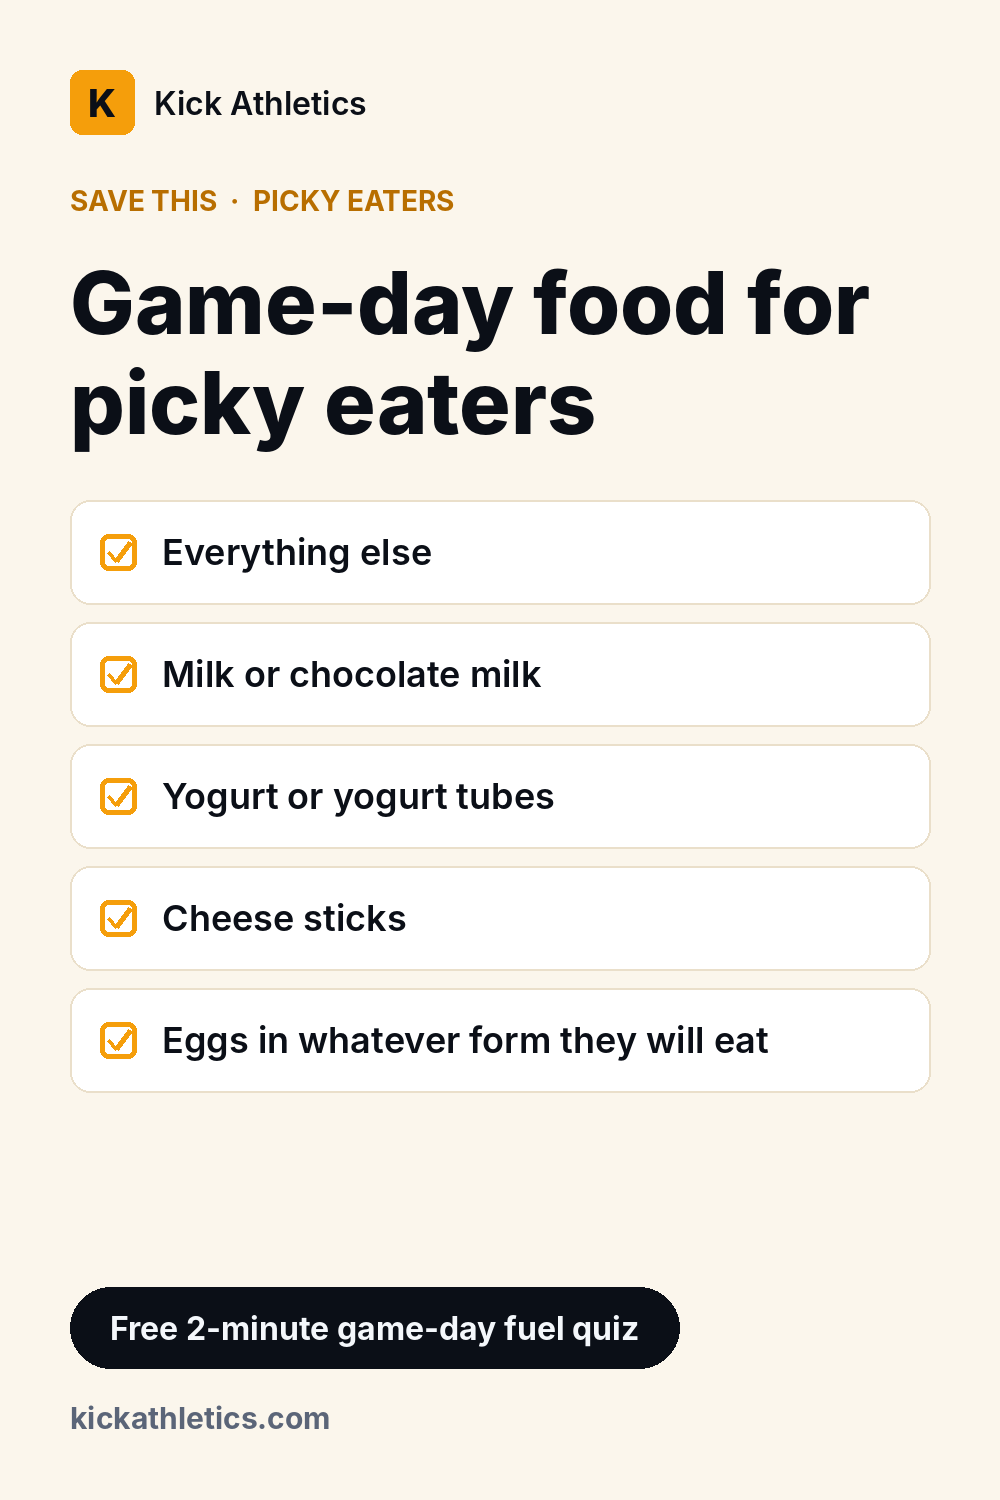 K
Kick Athletics
SAVE THIS · PICKY EATERS
Game-day food for
picky eaters
Everything else
Milk or chocolate milk
Yogurt or yogurt tubes
Cheese sticks
Eggs in whatever form they will eat
Free 2-minute game-day fuel quiz
kickathletics.com